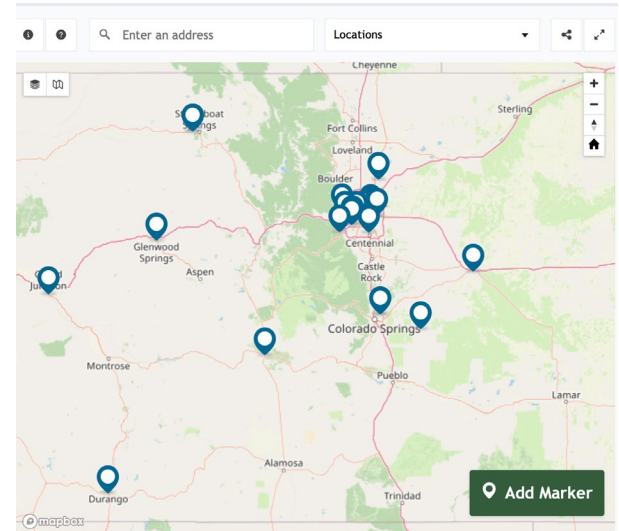 Enter an address
Locations
Cheyenne
Sterling
Fort Collins
Loveland
Boulder
Glenwood
Springs
Centennial
Aspen
Castle
Rock
Colorado Springs
Montrose
Pueblo
Lamar
Alamosa
Durango
Trinidad
Add Marker
mapbox